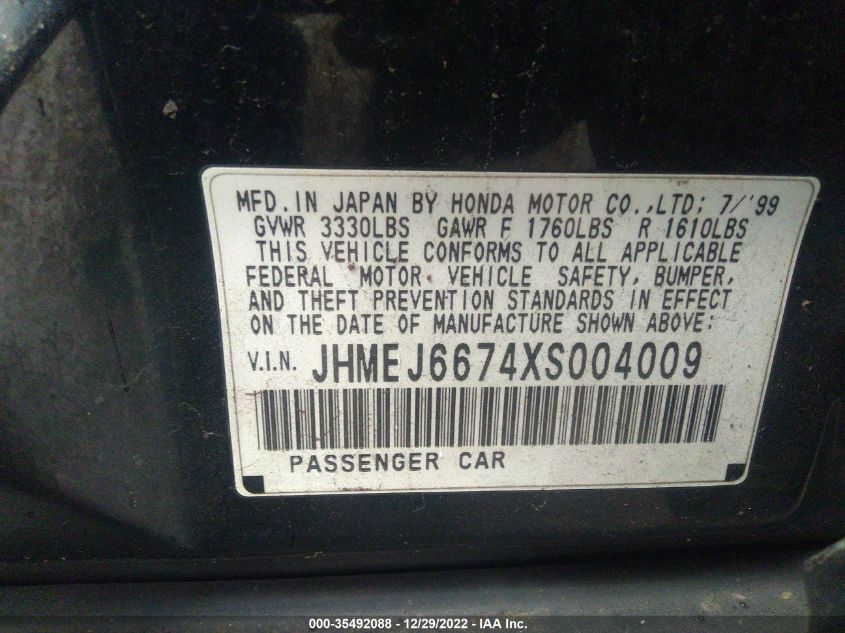 MFD. IN JAPAN BY HONDA MOTOR CO.,LTD; 7/'99
GVWR 3330LBS GAWR F 1760LBS R 1610LBS
THIS VEHICLE CONFORMS TO ALL APPLICABLE
FEDERAL MOTOR VEHICLE SAFETY, BUMPER,
AND THEFT PREVENTION STANDARDS IN EFFECT
ON THE DATE OF MANUFACTURE SHOWN ABOVE:
V.I.N. JHMEJ6674XS004009
PASSENGER CAR
000-35492088 - 12/29/2022 - IAA Inc.